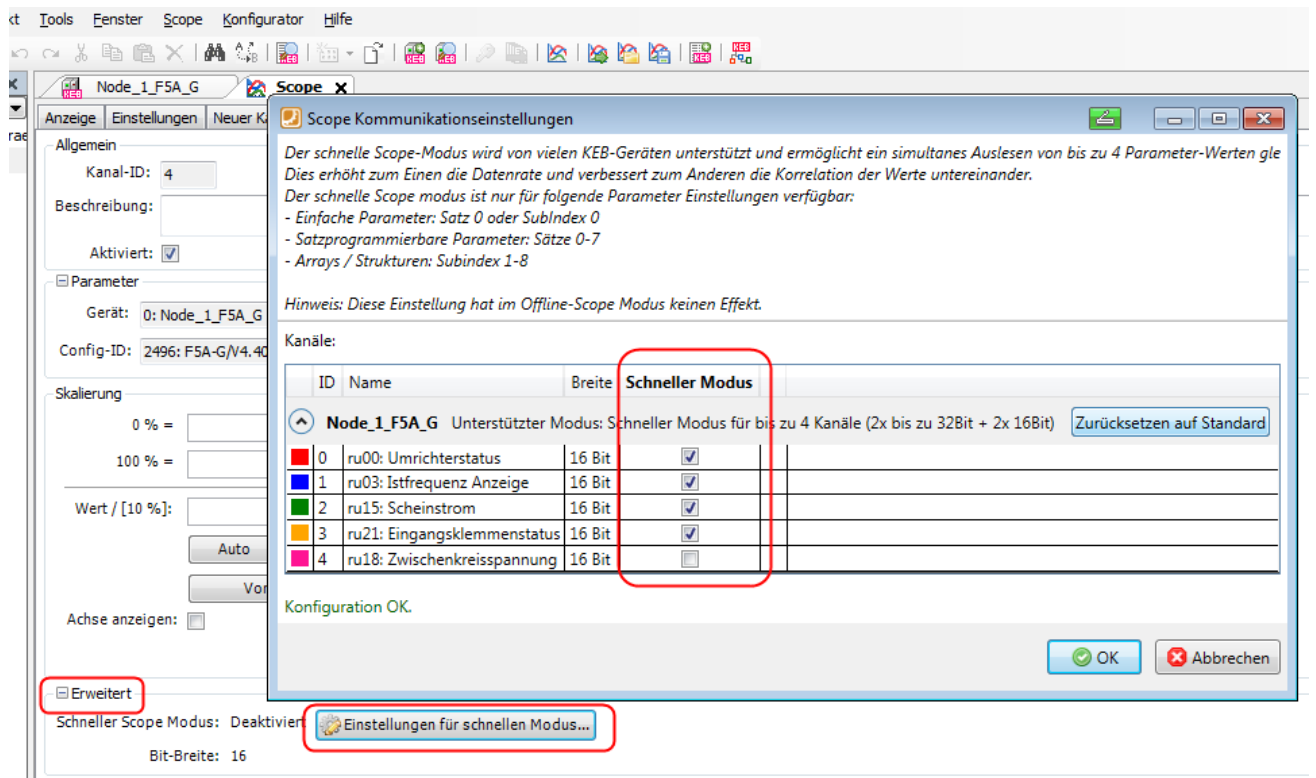 kt Tools Fenster Scope Konfigurator Hilfe
Node_1_F5A_G Scope
Anzeige Einstellungen Neuer
Allgemein
Kanal-ID: 4
Beschreibung:
Aktiviert:
Parameter
Gerät: 0: Node_1_F5A_G
Config-ID: 2496: F5A-G/V4.40
Skalierung
0 % =
100 % =
Wert / [10 %]:
Auto
Vor
Achse anzeigen:
Erweitert
Schneller Scope Modus: Deaktiviert Einstellungen für schnellen Modus...
Bit-Breite: 16
Scope Kommunikationseinstellungen
Der schnelle Scope-Modus wird von vielen KEB-Geräten unterstützt und ermöglicht ein simultanes Auslesen von bis zu 4 Parameter-Werten gle
Dies erhöht zum Einen die Datenrate und verbessert zum Anderen die Korrelation der Werte untereinander.
Der schnelle Scope modus ist nur für folgende Parameter Einstellungen verfügbar:
- Einfache Parameter: Satz 0 oder SubIndex 0
- Satzprogrammierbare Parameter: Sätze 0-7
- Arrays / Strukturen: Subindex 1-8
Hinweis: Diese Einstellung hat im Offline-Scope Modus keinen Effekt.
Kanäle:
ID Name Breite Schneller Modus
Node_1_F5A_G Unterstützter Modus: Schneller Modus für bis zu 4 Kanäle (2x bis zu 32Bit + 2x 16Bit) Zurücksetzen auf Standard
0 ru00: Umrichterstatus 16 Bit
1 ru03: Istfrequenz Anzeige 16 Bit
2 ru15: Scheinstrom 16 Bit
3 ru21: Eingangsklemmenstatus 16 Bit
4 ru18: Zwischenkreisspannung 16 Bit
Konfiguration OK.
OK Abbrechen